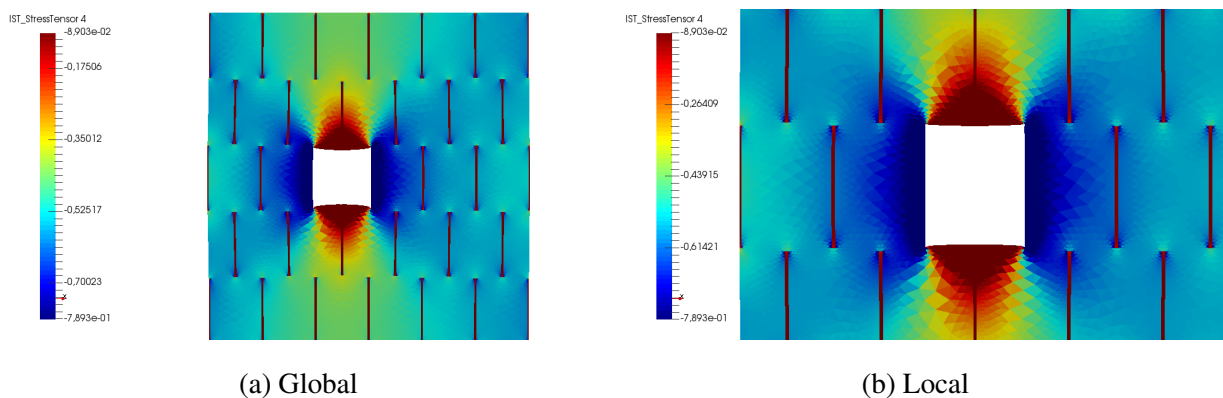 IST_StressTensor 4
-8,903e-02
-0,17506
-0,35012
-0,52517
-0,70023
-7,893e-01
x
(a) Global
IST_StressTensor 4
-8,903e-02
-0,26409
-0,43915
-0,61421
-7,893e-01
x
(b) Local